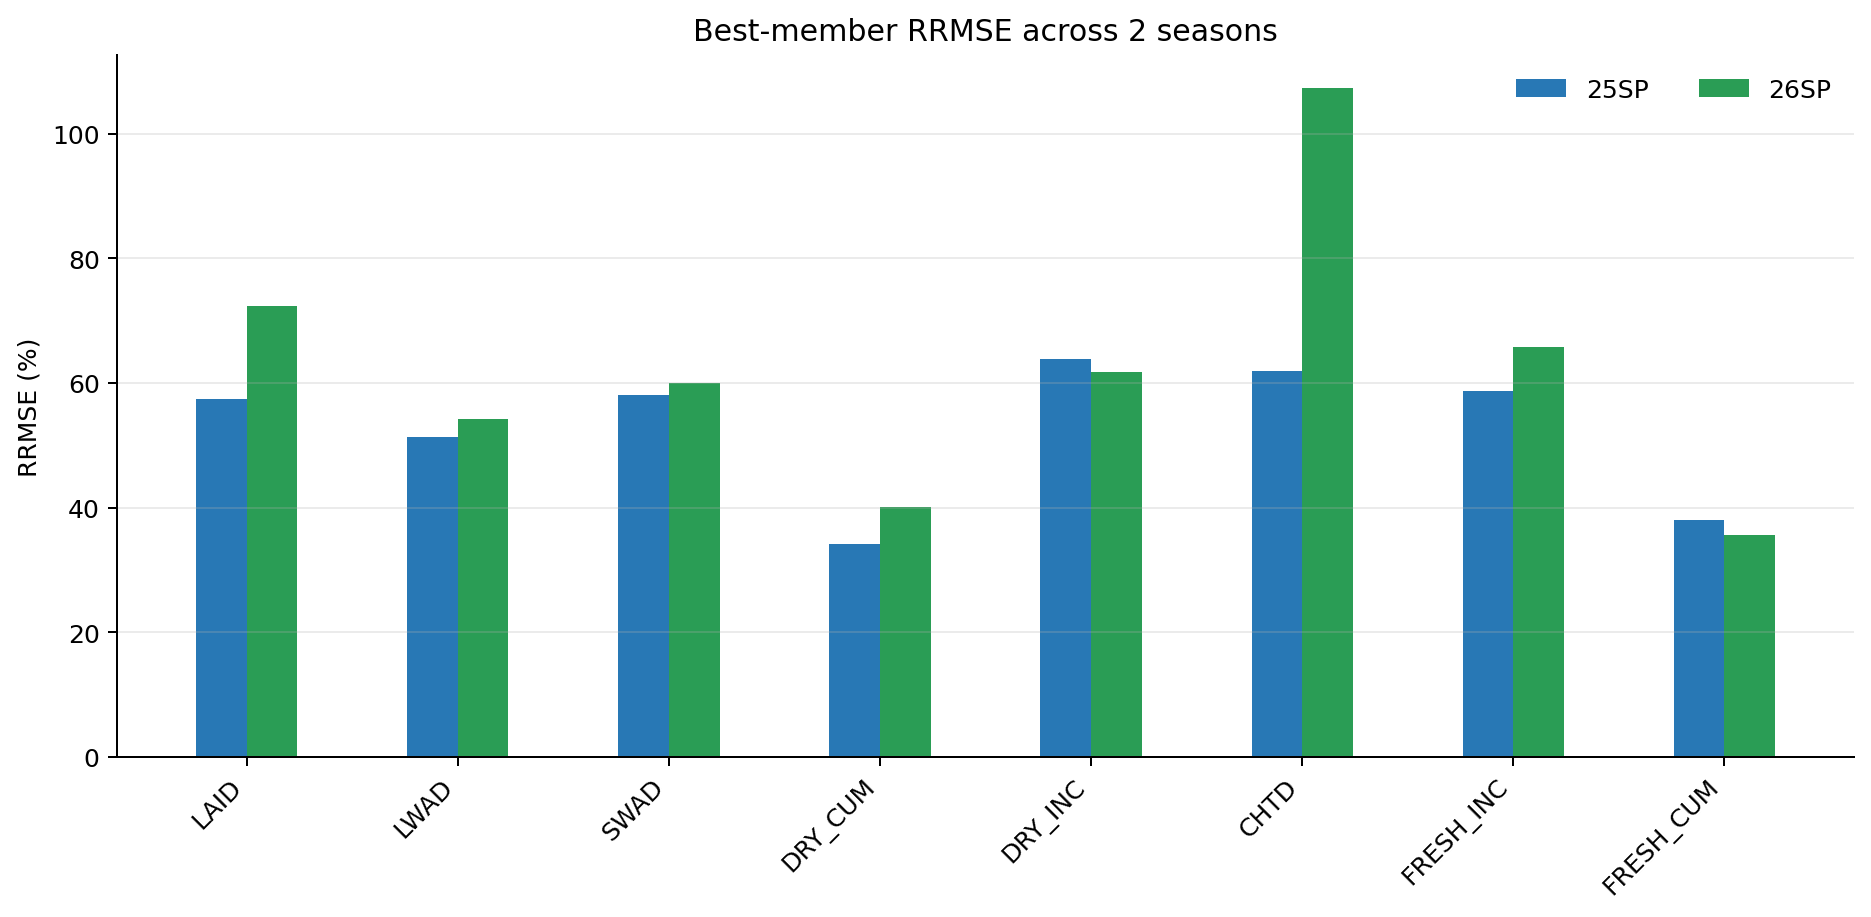 Best-member RRMSE across 2 seasons
25SP 26SP
RRMSE (%)
100
80
60
40
20
0
LAID
LWAD
SWAD
DRY_CUM
DRY_INC
CHTD
FRESH_INC
FRESH_CUM